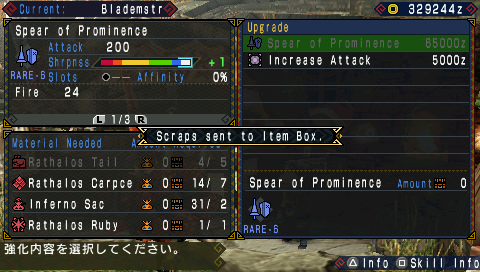 Current: Blademstr
329244z
Spear of Prominence
Attack 200
Shrpnss +1
RARE-6 Slots Affinity 0%
Fire 24
L 1/3 R
Upgrade
Spear of Prominence 65000z
Increase Attack 5000z
Scraps sent to Item Box.
Material Needed
Rathalos Tail 0 4/ 5
Rathalos Carpce 0 14/ 7
Inferno Sac 0 31/ 2
Rathalos Ruby 0 1/ 1
Spear of Prominence Amount 0
RARE-6
強化内容を選択してください。
Info Skill Info